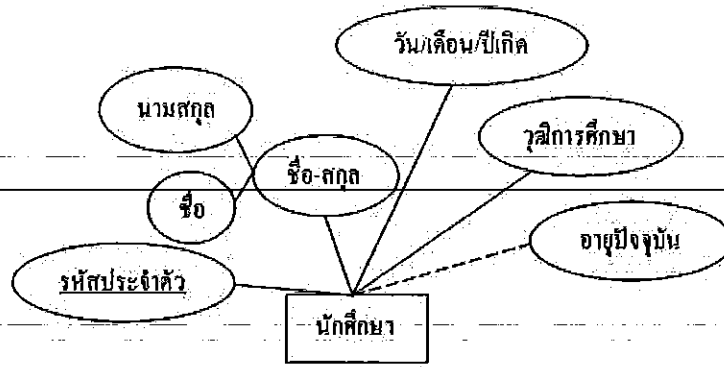 วัน/เดือน/ปีเกิด
นามสกุล
วุฒิการศึกษา
ชื่อ-สกุล
ชื่อ
อายุปัจจุบัน
รหัสประจำตัว
นักศึกษา